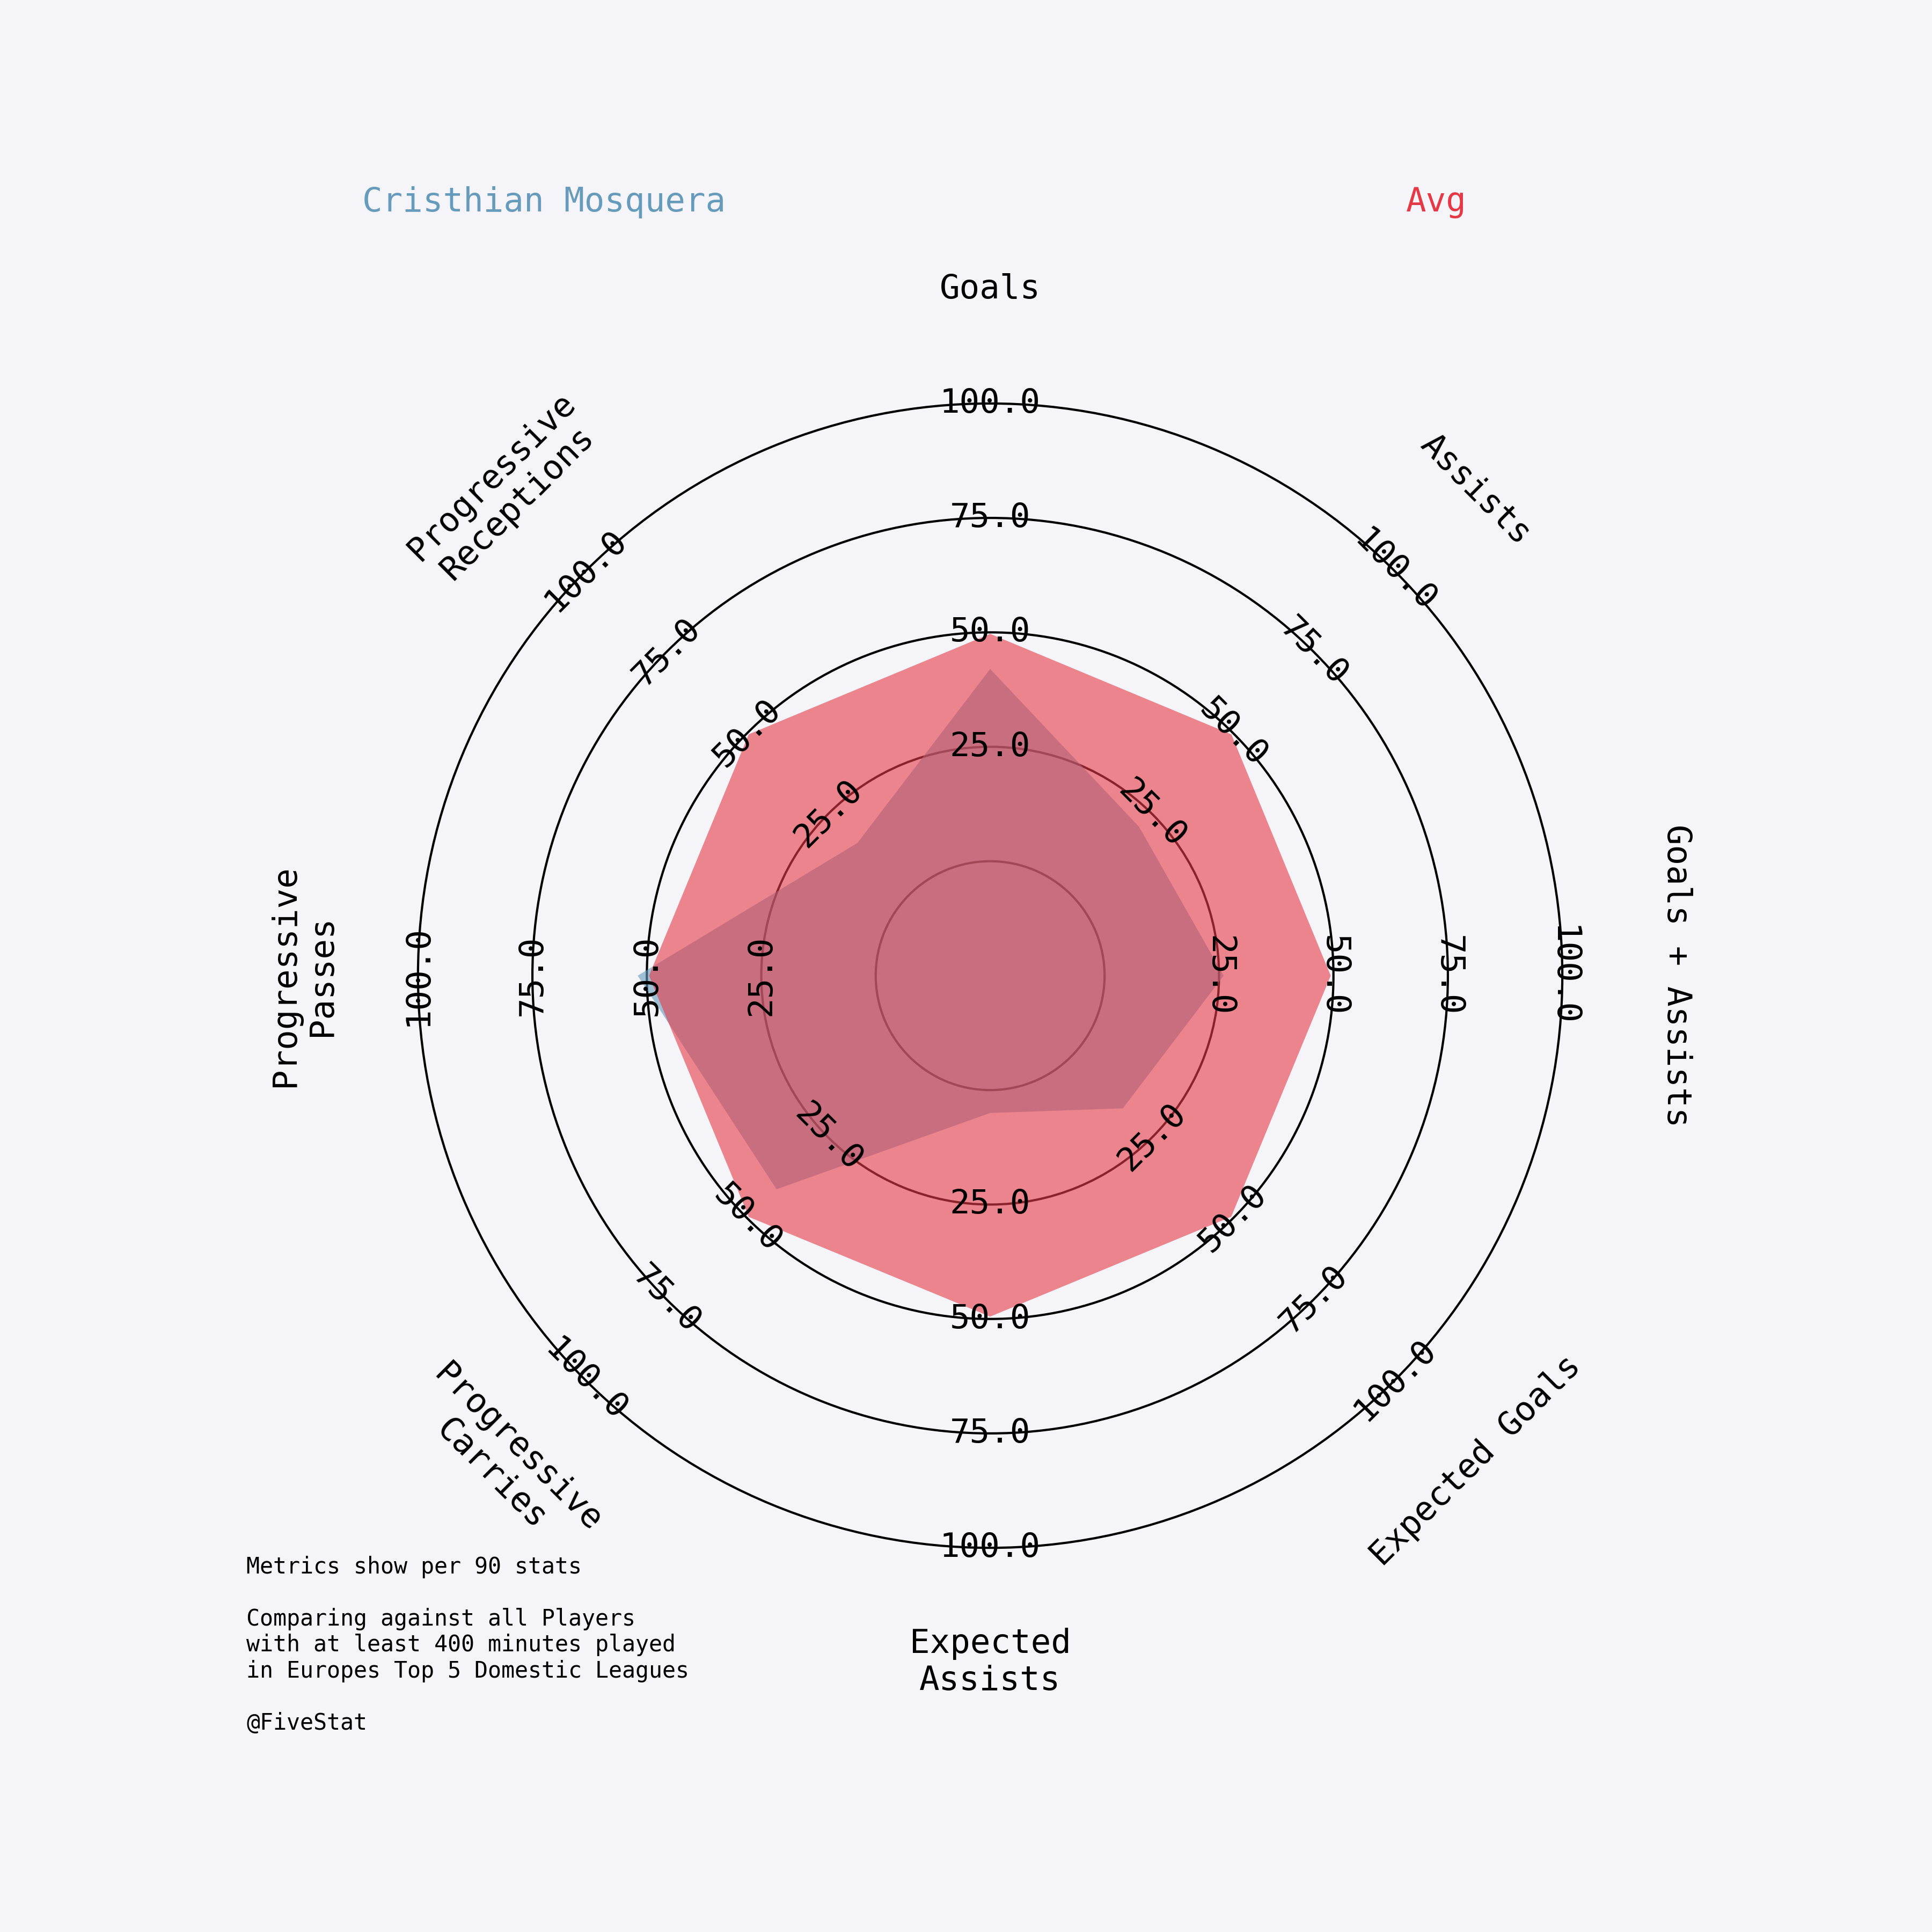 Cristhian Mosquera
Avg
Goals
Assists
Goals + Assists
Expected Goals
Expected
Assists
Progressive
Carries
Progressive
Passes
Progressive
Receptions
25.0
50.0
75.0
100.0
25.0
50.0
75.0
100.0
25.0
50.0
75.0
100.0
25.0
50.0
75.0
100.0
25.0
50.0
75.0
100.0
25.0
50.0
75.0
100.0
25.0
50.0
75.0
100.0
25.0
50.0
75.0
100.0
Metrics show per 90 stats
Comparing against all Players
with at least 400 minutes played
in Europes Top 5 Domestic Leagues
@FiveStat